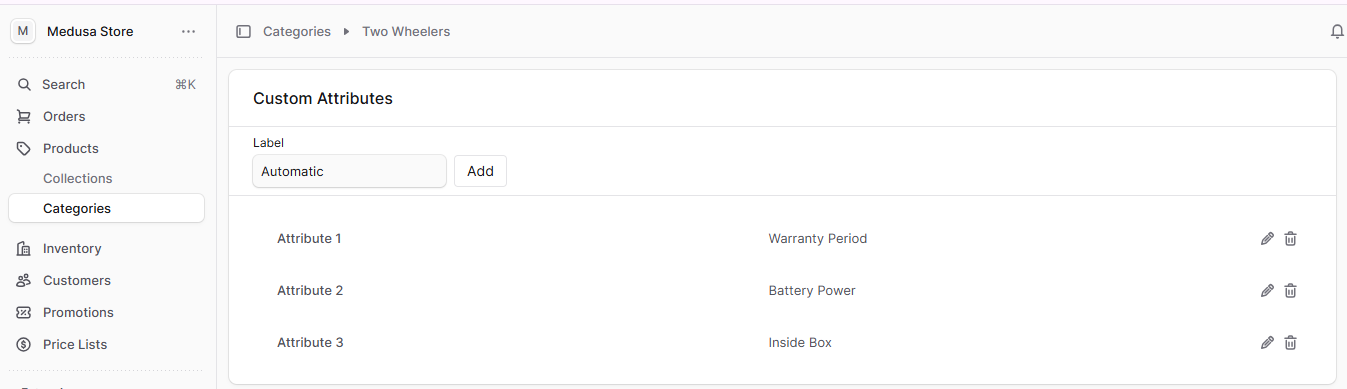 M Medusa Store
Categories Two Wheelers
Search ⌘K
Orders
Products
Collections
Categories
Inventory
Customers
Promotions
Price Lists
Custom Attributes
Label
Automatic Add
Attribute 1 Warranty Period
Attribute 2 Battery Power
Attribute 3 Inside Box